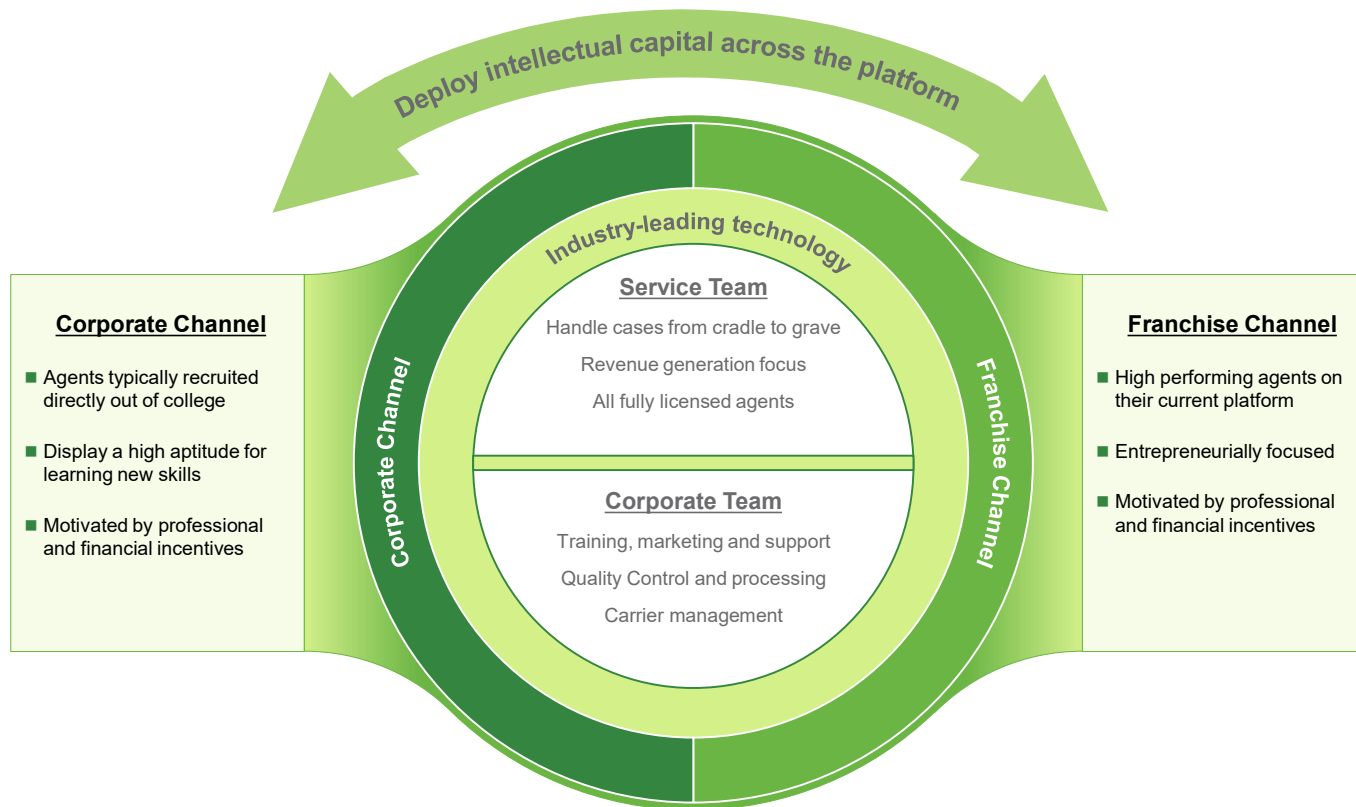 Deploy intellectual capital across the platform
Industry-leading technology
Corporate Channel
Agents typically recruited
directly out of college
Display a high aptitude for
learning new skills
Motivated by professional
and financial incentives
Corporate Channel
Service Team
Handle cases from cradle to grave
Revenue generation focus
All fully licensed agents
Corporate Team
Training, marketing and support
Quality Control and processing
Carrier management
Franchise Channel
Franchise Channel
High performing agents on
their current platform
Entrepreneurially focused
Motivated by professional
and financial incentives